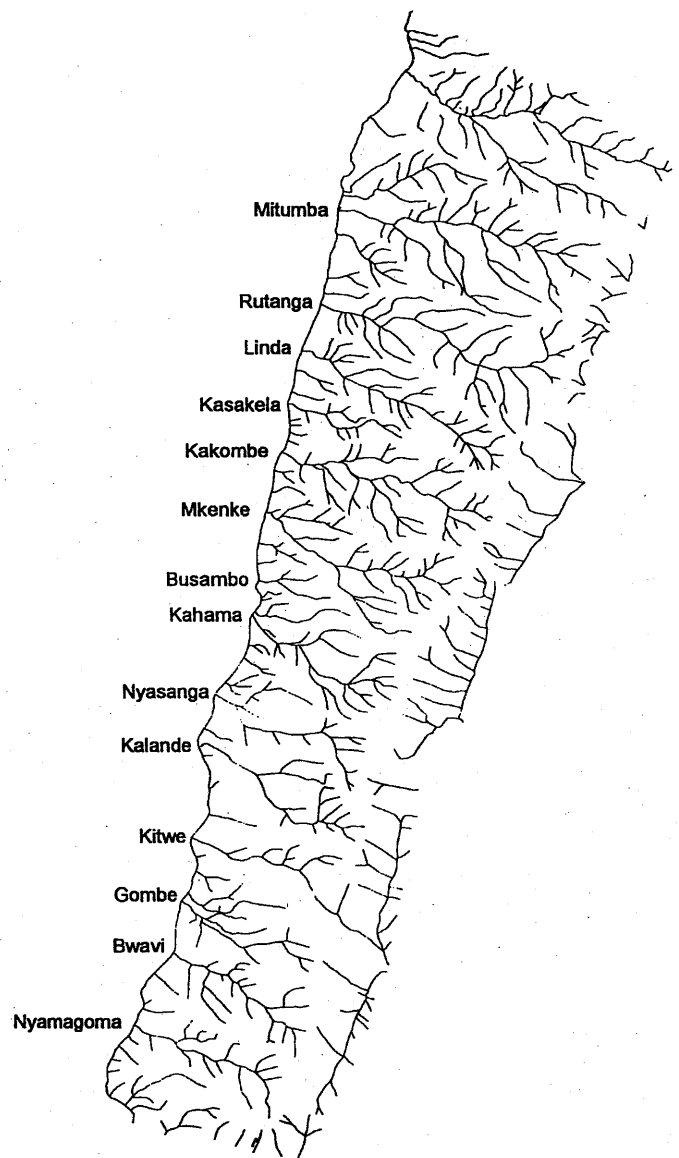 Mitumba
Rutanga
Linda
Kasakela
Kakombe
Mkenke
Busambo
Kahama
Nyasanga
Kalande
Kitwe
Gombe
Bwavi
Nyamagoma